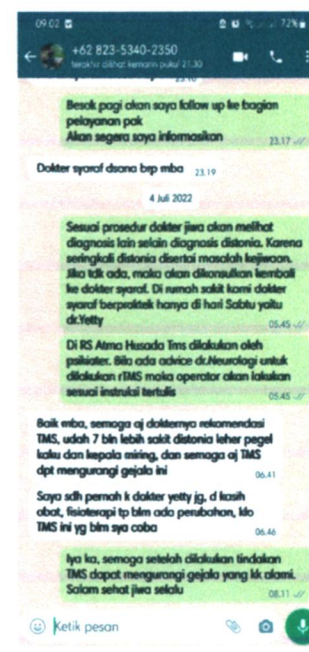 09.02
72%
+62 823-5340-2350
terakhir dilihat kemarin pukul 21.30
23.10
Besok pagi akan saya follow up ke bagian
pelayanan pak
Akan segera saya informasikan
23.17
Dokter syaraf dsana brp mba
23.19
4 Juli 2022
Sesuai prosedur dokter jiwa akan melihat
diagnosis lain selain diagnosis distonia. Karena
seringkali distonia disertai masalah kejiwaan.
Jika tdk ada, maka akan dikonsulkan kembali
ke dokter syaraf. Di rumah sakit kami dokter
syaraf berpraktek hanya di hari Sabtu yaitu
dr.Yetty
05.45
Di RS Atma Husada Tms dilakukan oleh
psikiater. Bila ada advice dr.Neurologi untuk
dilakukan rTMS maka operator akan lakukan
sesuai instruksi tertulis
05.45
Baik mba, semoga aj dokternya rekomendasi
TMS, udah 7 bln lebih sakit distonia leher pegel
kaku dan kepala miring, dan semoga aj TMS
dpt mengurangi gejala ini
06.41
Saya sdh pernah k dokter yetty jg, d kasih
obat, fisioterapi tp blm ada perubahan, klo
TMS ini yg blm sya coba
06.46
Iya ka, semoga setelah dilakukan tindakan
TMS dapat mengurangi gejala yang kk alami.
Salam sehat jiwa selalu
08.11
Ketik pesan